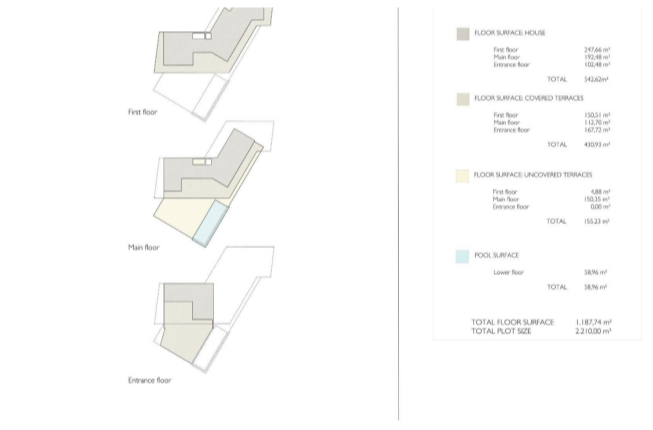 First floor
Main floor
Entrance floor
FLOOR SURFACE: HOUSE
First floor 247,66 m²
Main floor 192,48 m²
Entrance floor 102,48 m²
TOTAL 542,62m²
FLOOR SURFACE: COVERED TERRACES
First floor 150,51 m²
Main floor 112,70 m²
Entrance floor 167,72 m²
TOTAL 430,93 m²
FLOOR SURFACE: UNCOVERED TERRACES
First floor 4,88 m²
Main floor 150,35 m²
Entrance floor 0,00 m²
TOTAL 155,23 m²
POOL SURFACE
Lower floor 58,96 m²
TOTAL 58,96 m²
TOTAL FLOOR SURFACE 1.187,74 m²
TOTAL PLOT SIZE 2.210,00 m²